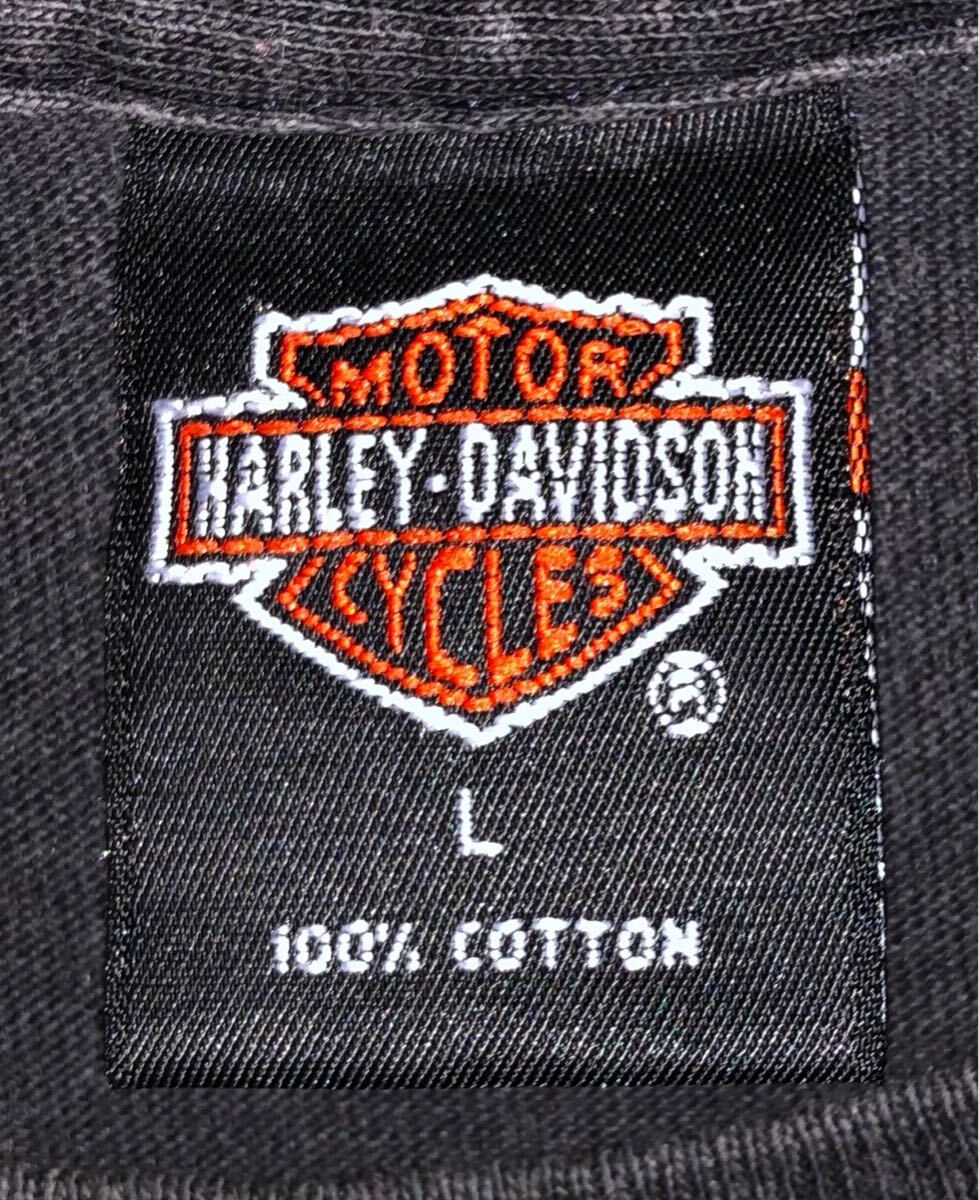 MOTOR
HARLEY-DAVIDSON
CYCLES
®
L
100% COTTON